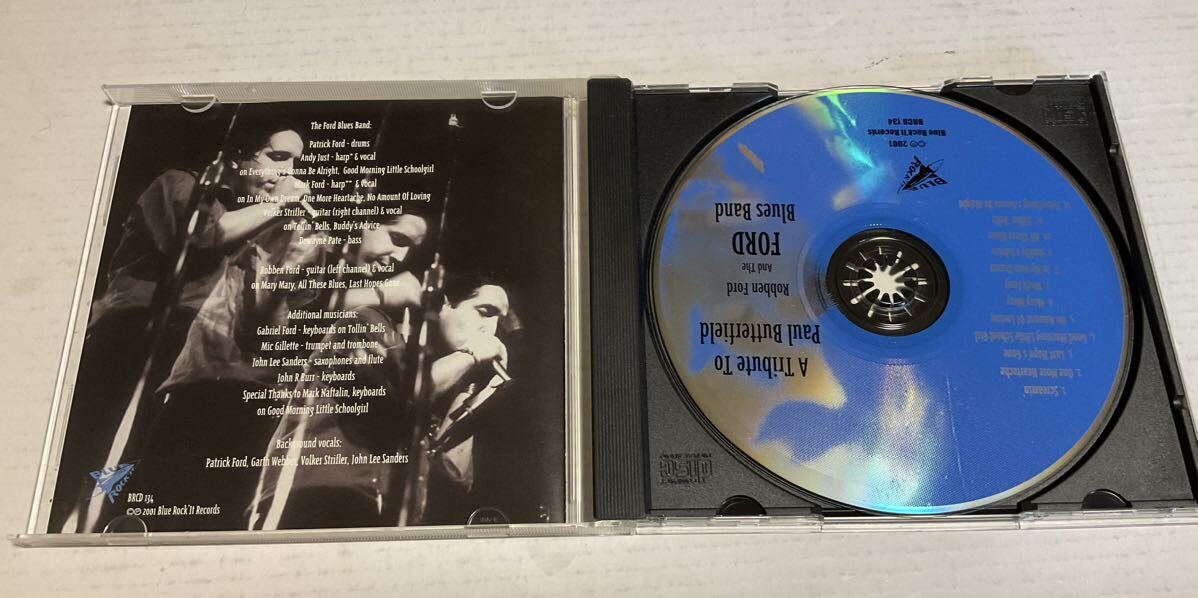 The Ford Blues Band:
Patrick Ford - drums
Andy Just - harp* & vocal
on Everything's Gonna Be Alright, Good Morning Little Schoolgirl
Mark Ford - harp** & vocal
on In My Own Dream, One More Heartache, No Amount Of Loving
Volker Strifler - guitar (right channel) & vocal
on Tollin' Bells, Buddy's Advice
Dewayne Pate - bass
Robben Ford - guitar (left channel) & vocal
on Mary Mary, All These Blues, Last Hopes Gone
Additional musicians:
Gabriel Ford - keyboards on Tollin' Bells
Mic Gillette - trumpet and trombone
John Lee Sanders - saxophones and flute
John R Burr - keyboards
Special Thanks to Mark Naftalin, keyboards
on Good Morning Little Schoolgirl
Background vocals:
Patrick Ford, Garth Webber, Volker Strifler, John Lee Sanders
BLUE
ROCK'
BRCD 134
©℗ 2001 Blue Rock'It Records
A Tribute To
Paul Butterfield
Robben Ford
And The
FORD
Blues Band
1. Screamin
2. One More Heartache
3. Last Hope's Gone
4. Good Mourning Little School Girl
5. No Amount Of Loving
6. Mary Mary
8. In My Own Dream
9. Buddy's Advice
10. All These Blues
11. Tollin' Bells
12. Everything's Gonna Be Alright
BLUE
ROCK'
©℗ 2001
Blue Rock'It Records
BRCD 134